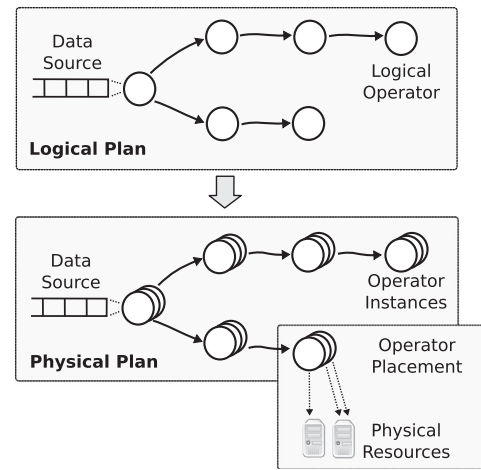 Data
Source
Logical
Operator
Logical Plan
Data
Source
Operator
Instances
Physical Plan
Operator
Placement
Physical
Resources